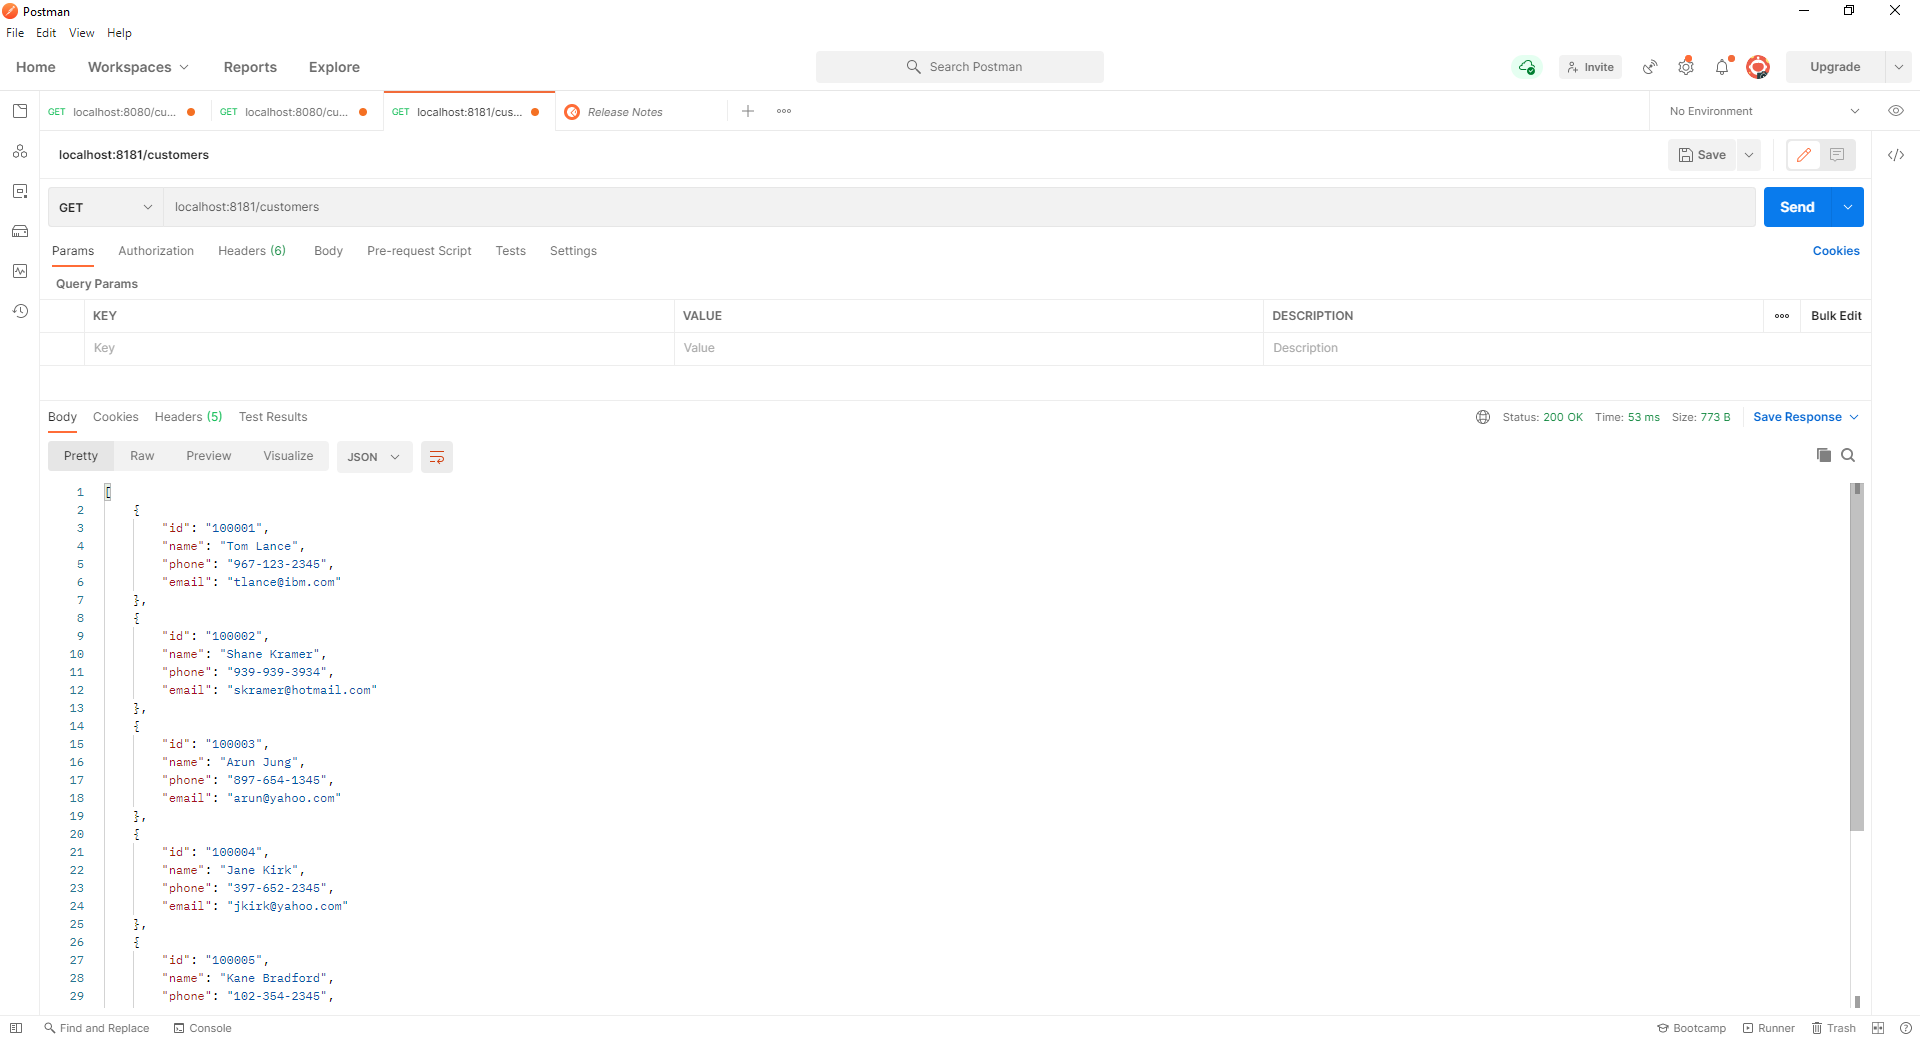 Postman
File Edit View Help
Home Workspaces Reports Explore Search Postman Invite Upgrade
GET localhost:8080/cu... GET localhost:8080/cu... GET localhost:8181/cus... Release Notes No Environment
localhost:8181/customers Save
GET localhost:8181/customers Send
Params Authorization Headers (6) Body Pre-request Script Tests Settings Cookies
Query Params
KEY VALUE DESCRIPTION Bulk Edit
Key Value Description
Body Cookies Headers (5) Test Results Status: 200 OK Time: 53 ms Size: 773 B Save Response
Pretty Raw Preview Visualize JSON
1 [
2 {
3 "id": "100001",
4 "name": "Tom Lance",
5 "phone": "967-123-2345",
6 "email": "tlance@ibm.com"
7 },
8 {
9 "id": "100002",
10 "name": "Shane Kramer",
11 "phone": "939-939-3934",
12 "email": "skramer@hotmail.com"
13 },
14 {
15 "id": "100003",
16 "name": "Arun Jung",
17 "phone": "897-654-1345",
18 "email": "arun@yahoo.com"
19 },
20 {
21 "id": "100004",
22 "name": "Jane Kirk",
23 "phone": "397-652-2345",
24 "email": "jkirk@yahoo.com"
25 },
26 {
27 "id": "100005",
28 "name": "Kane Bradford",
29 "phone": "102-354-2345",
Find and Replace Console Bootcamp Runner Trash